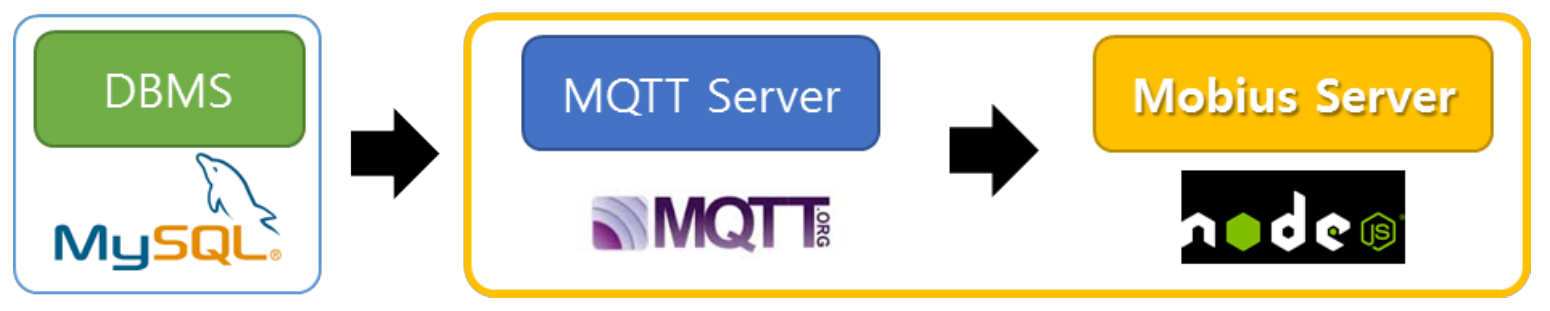 DBMS
MySQL®
MQTT Server
MQTT.ORG
Mobius Server
node JS